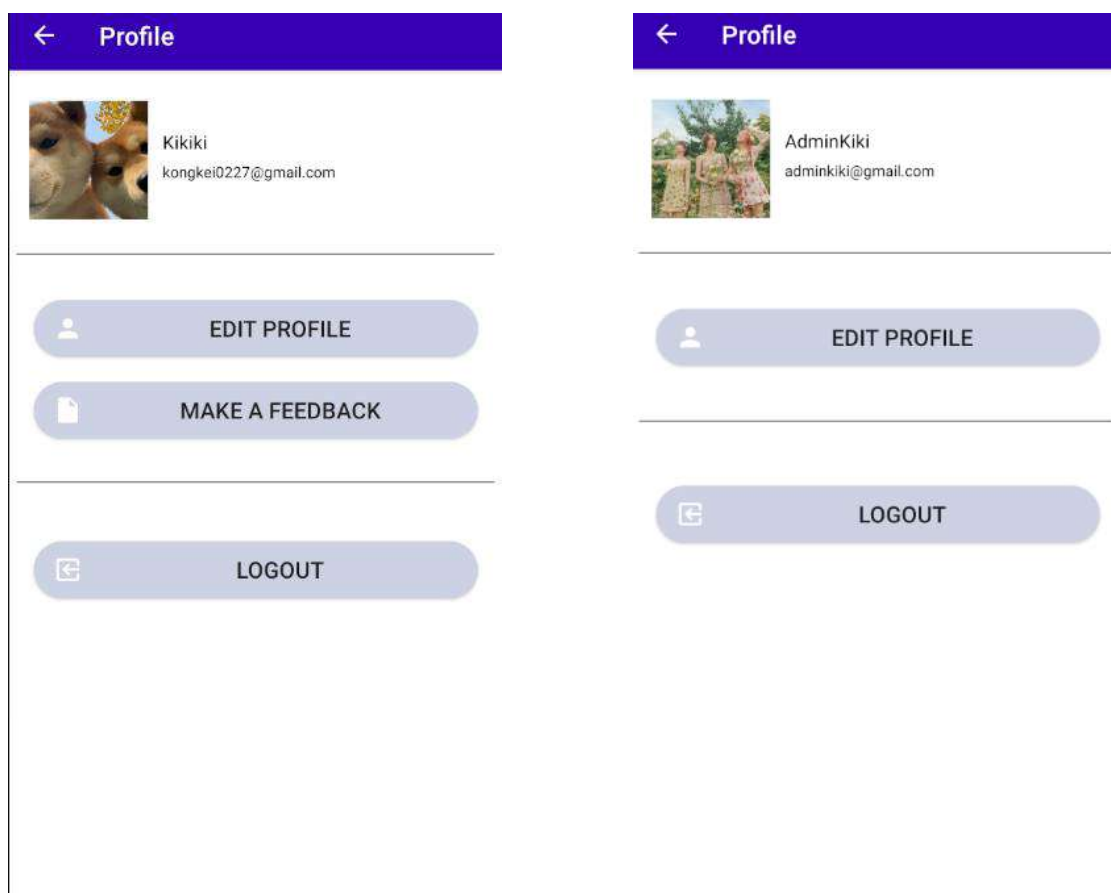 Profile
Kikiki
kongkei0227@gmail.com
EDIT PROFILE
MAKE A FEEDBACK
LOGOUT
Profile
AdminKiki
adminkiki@gmail.com
EDIT PROFILE
LOGOUT